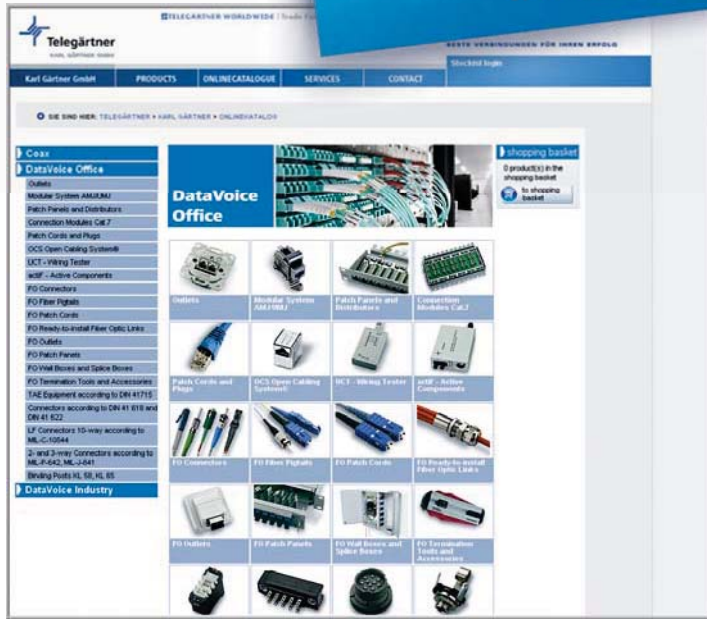 TELEGÄRTNER WORLDWIDE | Trade
Telegärtner
KARL GÄRTNER GMBH
BESTE VERBINDUNGEN FÜR IHREN ERFOLG
Karl Gärtner GmbH
PRODUCTS
ONLINECATALOGUE
SERVICES
CONTACT
Stockist login
SIE SIND HIER: TELEGÄRTNER • KARL GÄRTNER • ONLINEKATALOG
Coax
DataVoice Office
Outlets
Modular System AMJ/UMJ
Patch Panels and Distributors
Connection Modules Cat.7
Patch Cords and Plugs
OCS Open Cabling System®
UCT - Wiring Tester
actif - Active Components
FO Connectors
FO Fiber Pigtails
FO Patch Cords
FO Ready-to-install Fiber Optic Links
FO Outlets
FO Patch Panels
FO Wall Boxes and Splice Boxes
FO Termination Tools and Accessories
TAE Equipment according to DIN 41715
Connectors according to DIN 41 618 and
DIN 41 622
LF Connectors 10-way according to
MIL-C-10544
2- and 3-way Connectors according to
MIL-P-642, MIL-J-641
Binding Posts KL 58, KL 65
DataVoice Industry
DataVoice
Office
Outlets
Modular System
AMJ/UMJ
Patch Panels and
Distributors
Connection
Modules Cat.7
Patch Cords and
Plugs
OCS Open Cabling
System®
UCT - Wiring Tester
actif - Active
Components
FO Connectors
FO Fiber Pigtails
FO Patch Cords
FO Ready-to-install
Fiber Optic Links
FO Outlets
FO Patch Panels
FO Wall Boxes and
Splice Boxes
FO Termination
Tools and
Accessories
shopping basket
0 product(s) in the
shopping basket
to shopping
basket